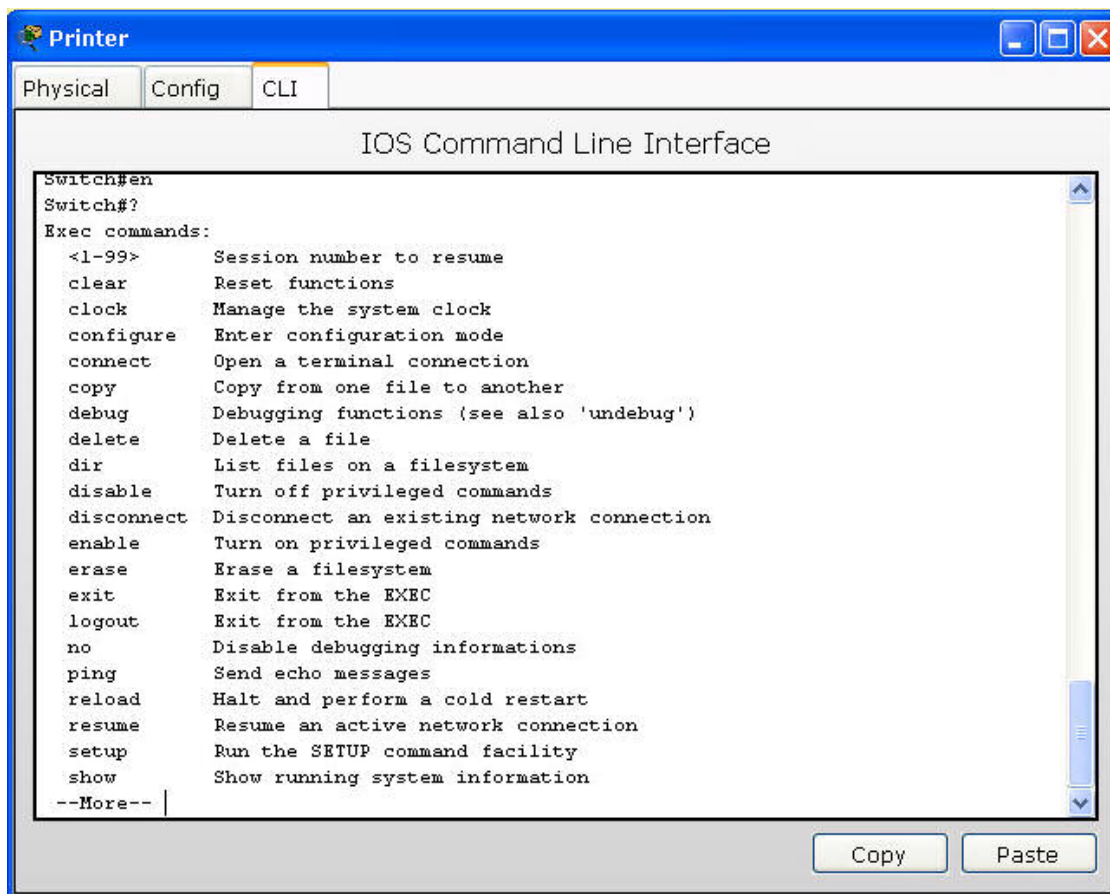 Printer
Physical Config CLI
IOS Command Line Interface
Switch#en
Switch#?
Exec commands:
<1-99> Session number to resume
clear Reset functions
clock Manage the system clock
configure Enter configuration mode
connect Open a terminal connection
copy Copy from one file to another
debug Debugging functions (see also 'undebug')
delete Delete a file
dir List files on a filesystem
disable Turn off privileged commands
disconnect Disconnect an existing network connection
enable Turn on privileged commands
erase Erase a filesystem
exit Exit from the EXEC
logout Exit from the EXEC
no Disable debugging informations
ping Send echo messages
reload Halt and perform a cold restart
resume Resume an active network connection
setup Run the SETUP command facility
show Show running system information
--More--
Copy Paste